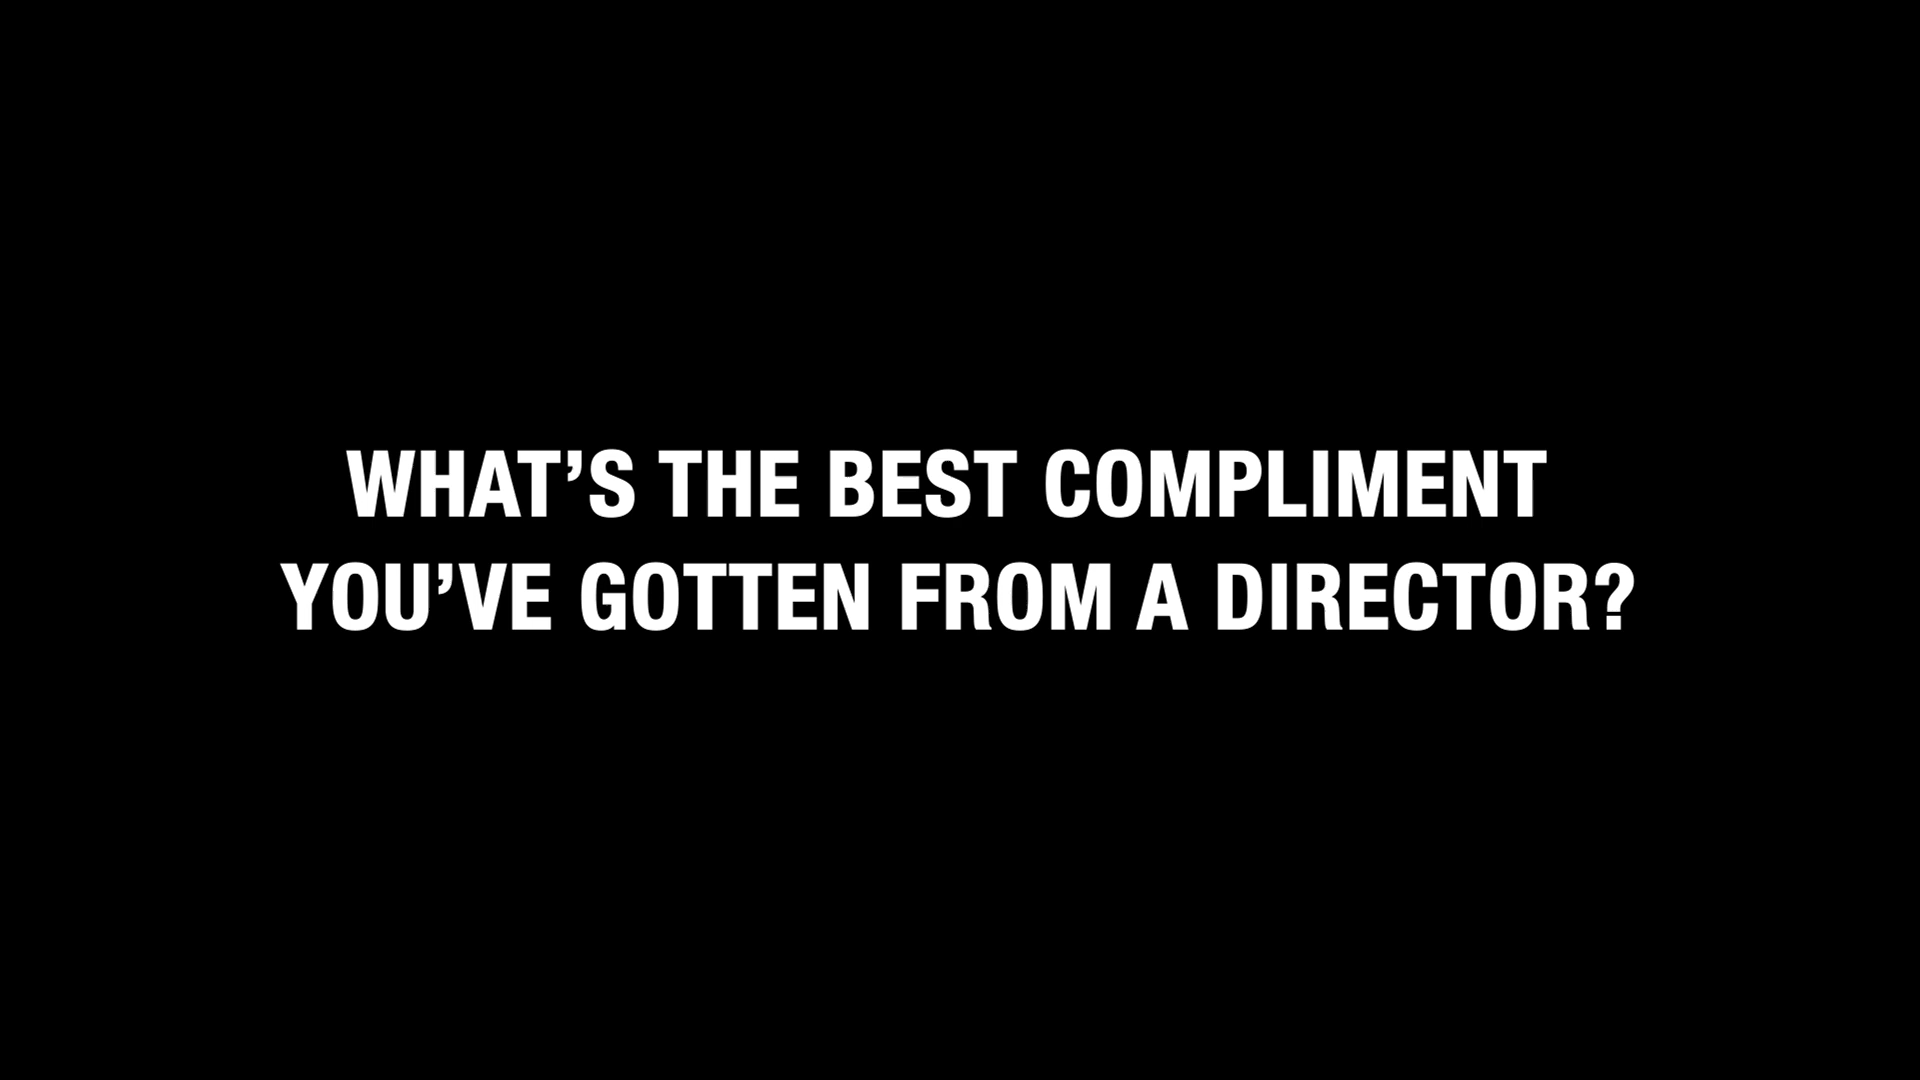 WHAT’S THE BEST COMPLIMENT
YOU’VE GOTTEN FROM A DIRECTOR?